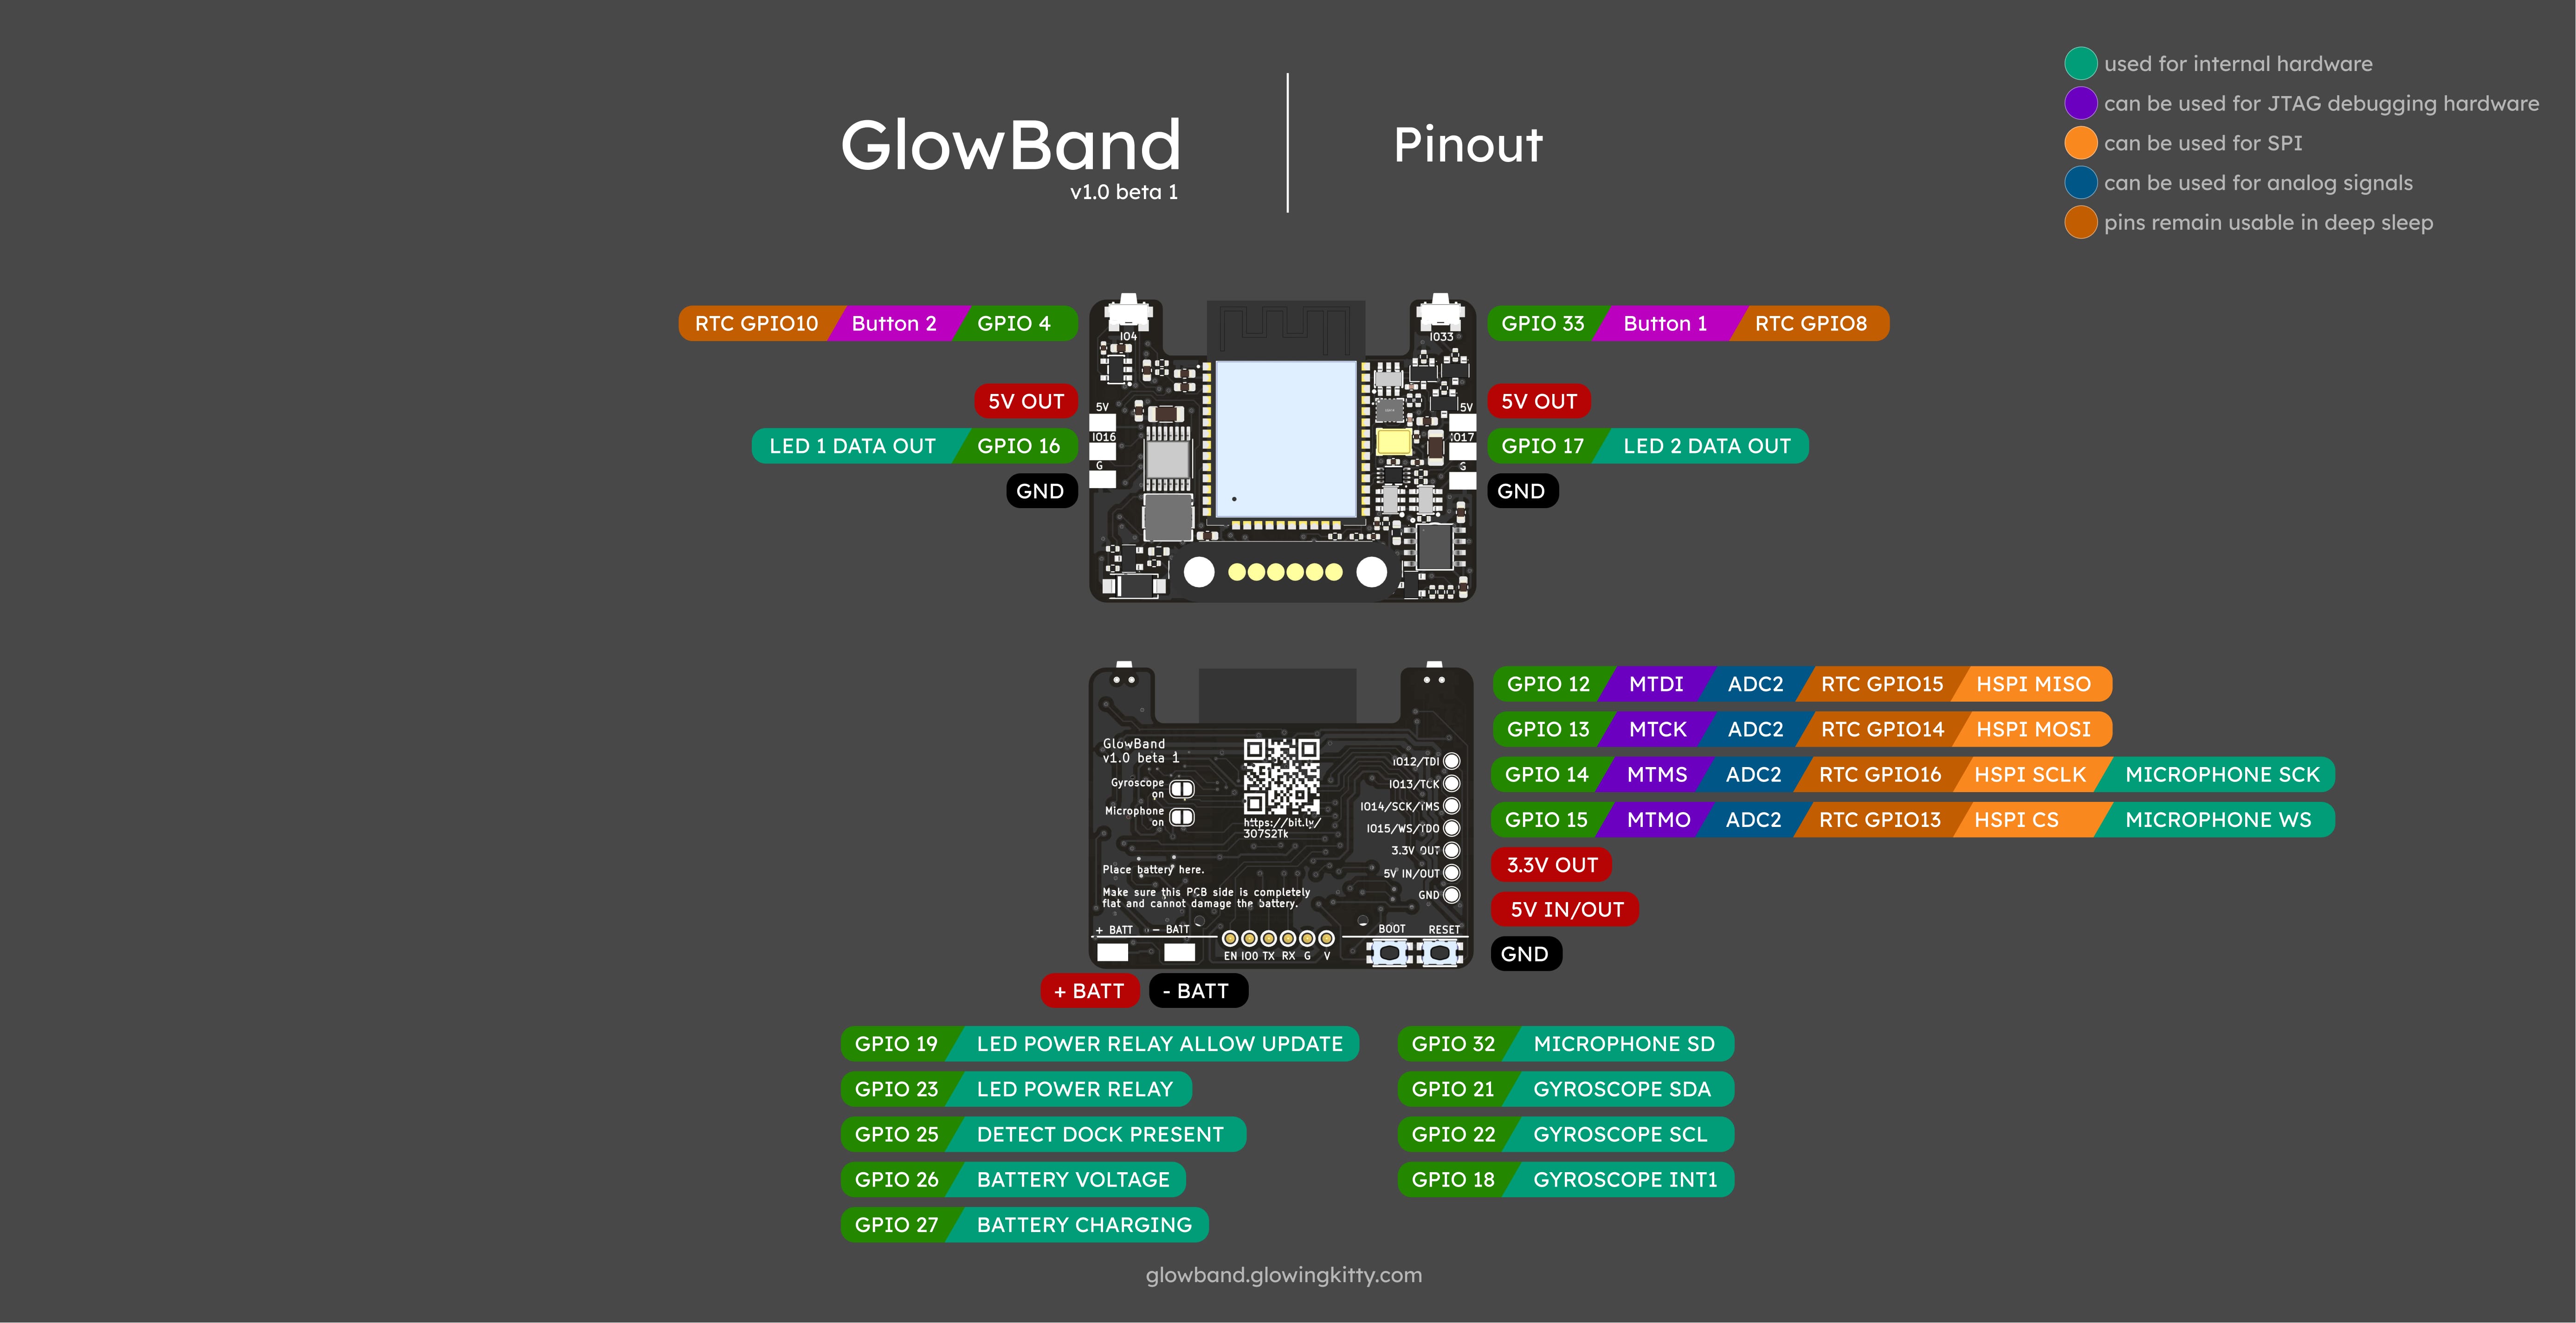 used for internal hardware
can be used for JTAG debugging hardware
can be used for SPI
can be used for analog signals
pins remain usable in deep sleep
GlowBand
v1.0 beta 1
Pinout
RTC GPIO10 Button 2 GPIO 4
IO4
IO33
GPIO 33 Button 1 RTC GPIO8
5V OUT
5V
5V
5V OUT
LED 1 DATA OUT GPIO 16
IO16
IO17
GPIO 17 LED 2 DATA OUT
GND
G
G
GND
GlowBand
v1.0 beta 1
Gyroscope
on
Microphone
on
https://bit.ly/
307S2Tk
Place battery here.
Make sure this PCB side is completely
flat and cannot damage the battery.
IO12/TDI
IO13/TCK
IO14/SCK/TMS
IO15/WS/TDO
3.3V OUT
5V IN/OUT
GND
+ BATT
- BATT
EN IO0 TX RX G V
BOOT
RESET
GPIO 12 MTDI ADC2 RTC GPIO15 HSPI MISO
GPIO 13 MTCK ADC2 RTC GPIO14 HSPI MOSI
GPIO 14 MTMS ADC2 RTC GPIO16 HSPI SCLK MICROPHONE SCK
GPIO 15 MTMO ADC2 RTC GPIO13 HSPI CS MICROPHONE WS
3.3V OUT
5V IN/OUT
GND
+ BATT
- BATT
GPIO 19 LED POWER RELAY ALLOW UPDATE
GPIO 23 LED POWER RELAY
GPIO 25 DETECT DOCK PRESENT
GPIO 26 BATTERY VOLTAGE
GPIO 27 BATTERY CHARGING
GPIO 32 MICROPHONE SD
GPIO 21 GYROSCOPE SDA
GPIO 22 GYROSCOPE SCL
GPIO 18 GYROSCOPE INT1
glowband.glowingkitty.com